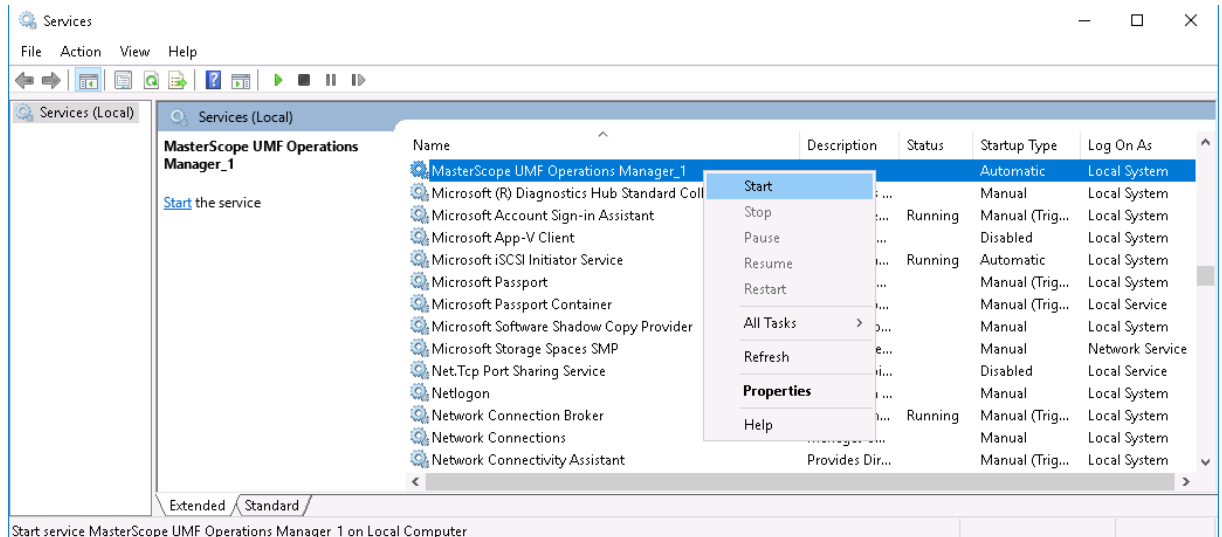 Services
File Action View Help
Services (Local)
Services (Local)
MasterScope UMF Operations
Manager_1
Start the service
Name Description Status Startup Type Log On As
MasterScope UMF Operations Manager_1 Automatic Local System
Microsoft (R) Diagnostics Hub Standard Coll ... Manual Local System
Microsoft Account Sign-in Assistant ... Running Manual (Trig... Local System
Microsoft App-V Client ... Disabled Local System
Microsoft iSCSI Initiator Service ... Running Automatic Local System
Microsoft Passport ... Manual (Trig... Local System
Microsoft Passport Container ... Manual (Trig... Local Service
Microsoft Software Shadow Copy Provider ... Manual Local System
Microsoft Storage Spaces SMP ... Manual Network Service
Net.Tcp Port Sharing Service ... Disabled Local Service
Netlogon ... Manual Local System
Network Connection Broker ... Running Manual (Trig... Local System
Network Connections Manual Local System
Network Connectivity Assistant Provides Dir... Manual (Trig... Local System
Start
Stop
Pause
Resume
Restart
All Tasks
Refresh
Properties
Help
Extended Standard
Start service MasterScope UMF Operations Manager_1 on Local Computer